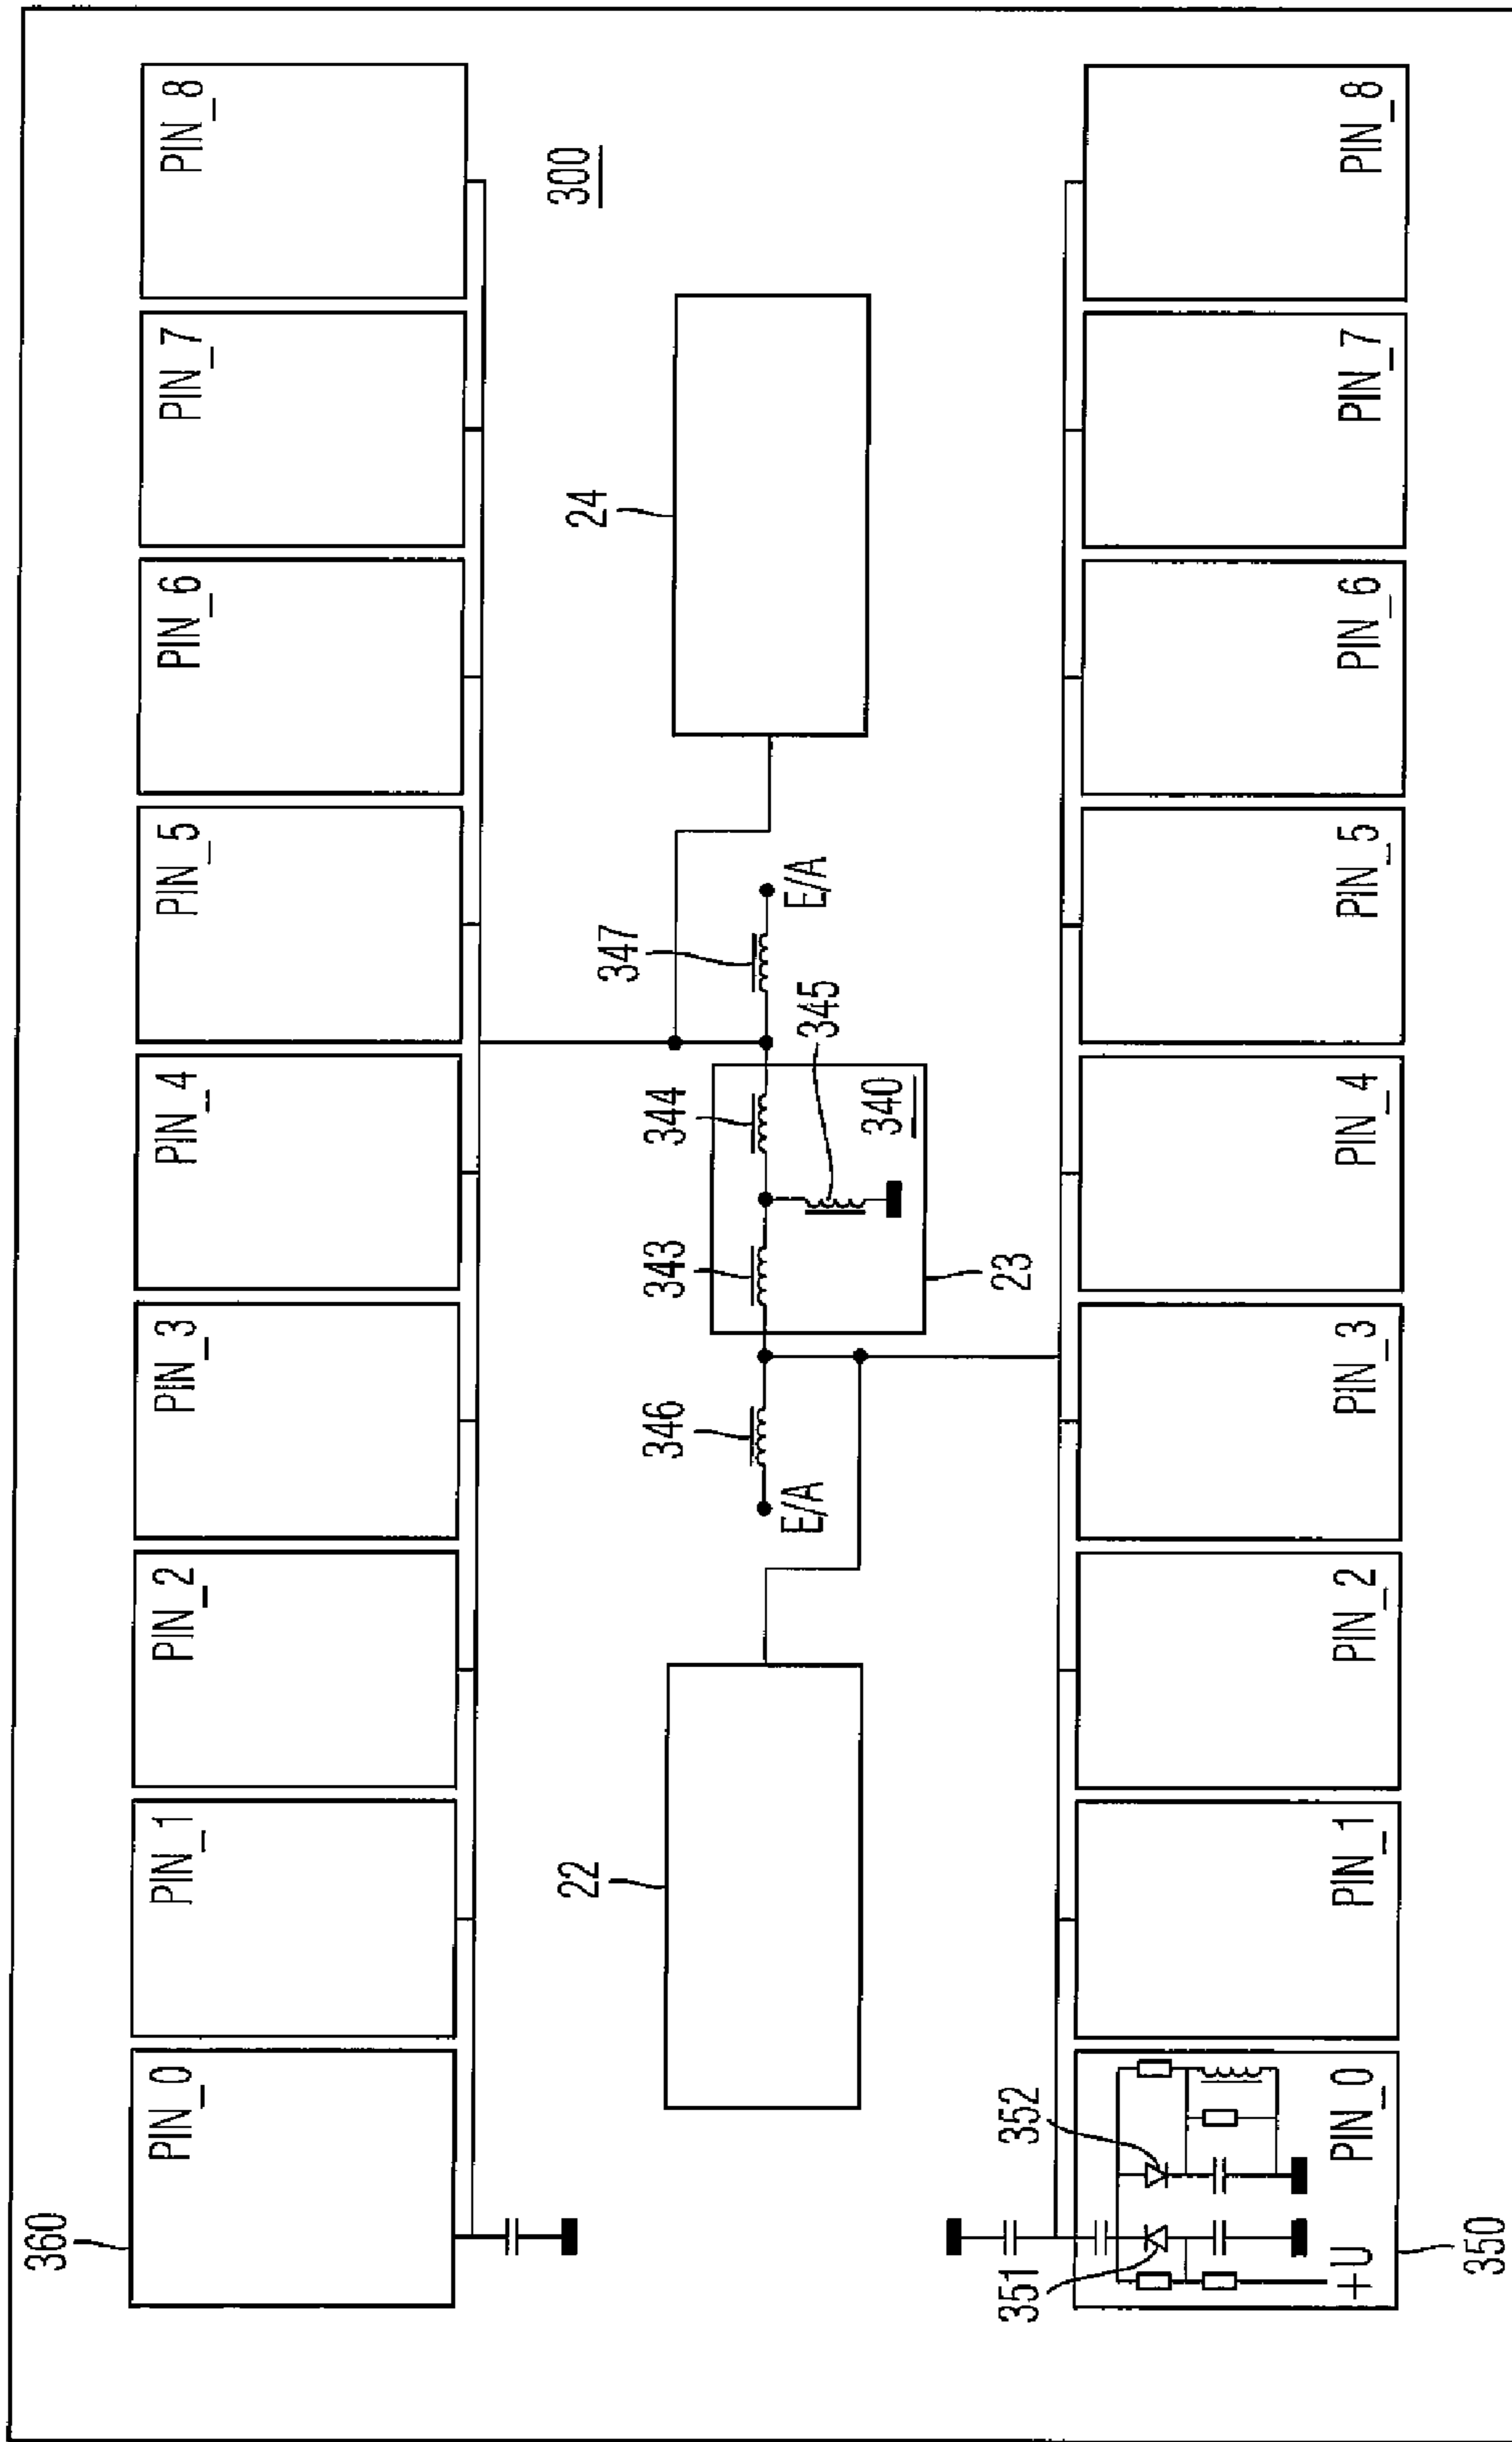 360
PIN_0
PIN_1
PIN_2
PIN_3
PIN_4
PIN_5
PIN_6
PIN_7
PIN_8
300
22
24
346
343
344
347
345
E/A
E/A
340
23
351
352
+U
PIN_0
PIN_1
PIN_2
PIN_3
PIN_4
PIN_5
PIN_6
PIN_7
PIN_8
350